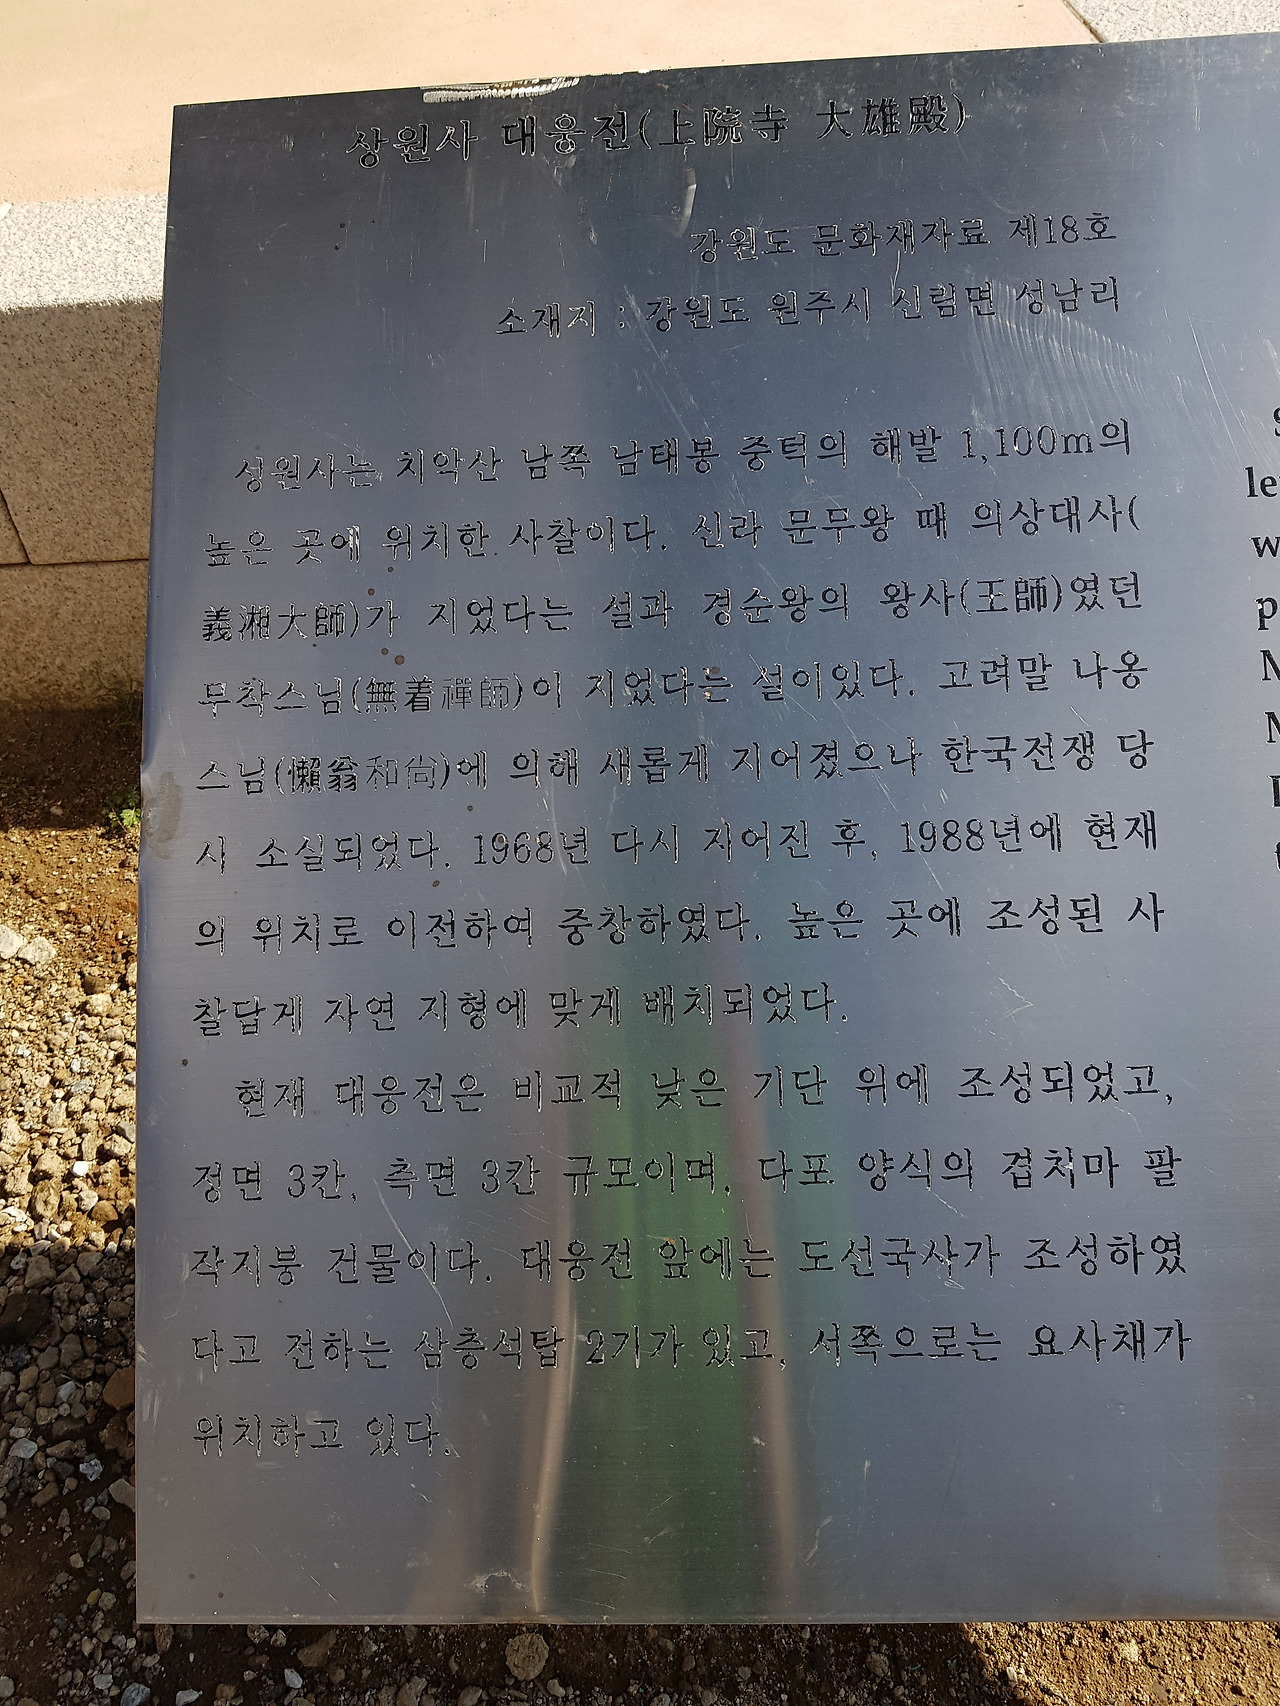 상원사 대웅전(上院寺 大雄殿)
강원도 문화재자료 제18호
소재지 : 강원도 원주시 신림면 성남리
성원사는 치악산 남쪽 남태봉 중턱의 해발 1,100m의
높은 곳에 위치한 사찰이다. 신라 문무왕 때 의상대사(
義湘大師)가 지었다는 설과 경순왕의 왕사(王師)였던
무착스님(無着禪師)이 지었다는 설이있다. 고려말 나옹
스님(懶翁和尙)에 의해 새롭게 지어졌으나 한국전쟁 당
시 소실되었다. 1968년 다시 지어진 후, 1988년에 현재
의 위치로 이전하여 중창하였다. 높은 곳에 조성된 사
찰답게 자연 지형에 맞게 배치되었다.
현재 대웅전은 비교적 낮은 기단 위에 조성되었고,
정면 3칸, 측면 3칸 규모이며, 다포 양식의 겹처마 팔
작지붕 건물이다. 대웅전 앞에는 도선국사가 조성하였
다고 전하는 삼층석탑 2기가 있고, 서쪽으로는 요사채가
위치하고 있다.